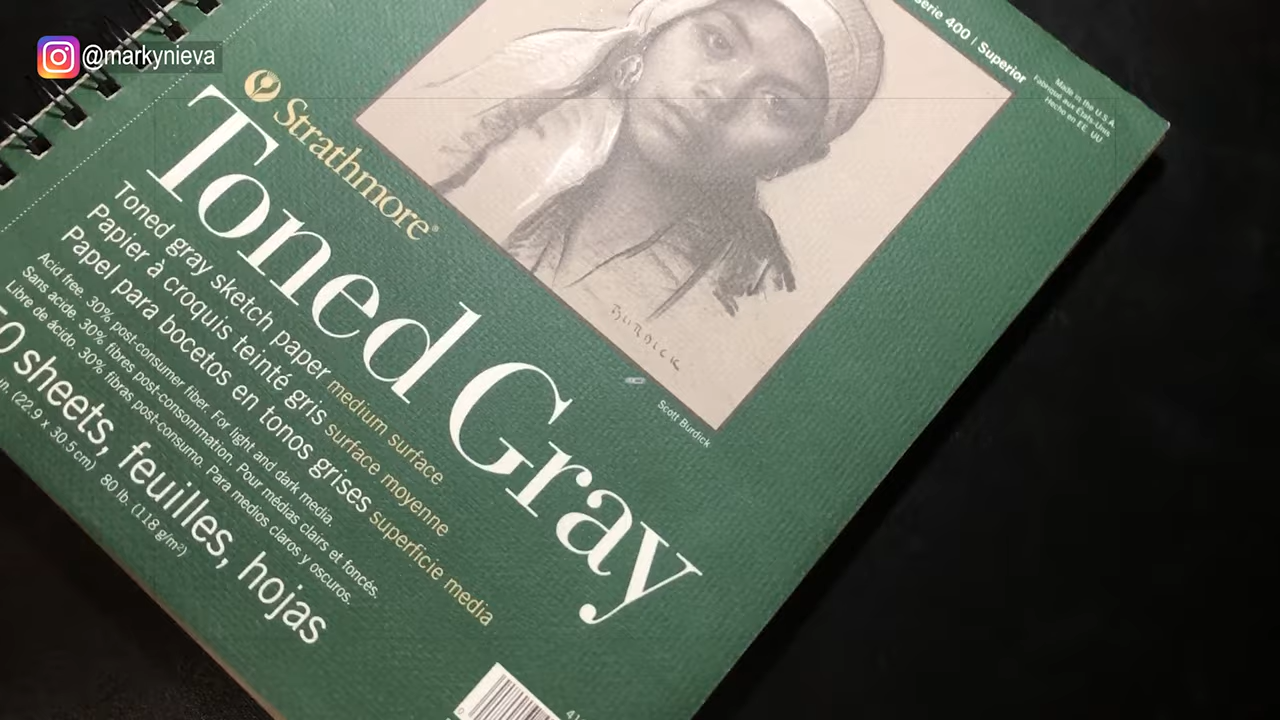 @markynieva
Série 400 | Superior
Made in the U.S.A.
Fabriqué aux États-Unis
Hecho en EE. UU
Strathmore®
Toned Gray
Toned gray sketch paper medium surface
Papier à croquis teinté gris surface moyenne
Papel para bocetos en tonos grises superficie media
Acid free. 30% post-consumer fiber. For light and dark media.
Sans acide. 30% fibres post-consommation. Pour médias clairs et foncés.
Libre de ácido. 30% fibras post-consumo. Para medios claros y oscuros.
sheets, feuilles, hojas
in. (22.9 x 30.5 cm) 80 lb. (118 g/m²)
BURDICK
Scott Burdick